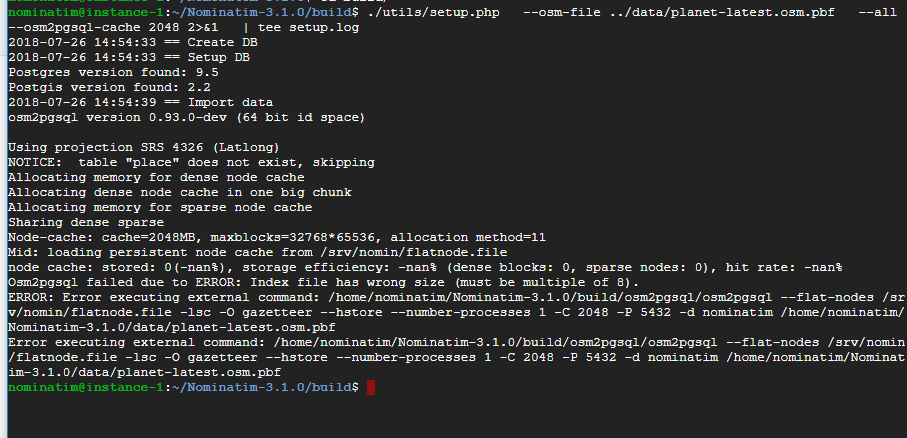 nominatim@instance-1:~/Nominatim-3.1.0/build$ ./utils/setup.php   --osm-file ../data/planet-latest.osm.pbf   --all
--osm2pgsql-cache 2048 2>&1   | tee setup.log
2018-07-26 14:54:33 == Create DB
2018-07-26 14:54:33 == Setup DB
Postgres version found: 9.5
Postgis version found: 2.2
2018-07-26 14:54:39 == Import data
osm2pgsql version 0.93.0-dev (64 bit id space)
Using projection SRS 4326 (Latlong)
NOTICE:  table "place" does not exist, skipping
Allocating memory for dense node cache
Allocating dense node cache in one big chunk
Allocating memory for sparse node cache
Sharing dense sparse
Node-cache: cache=2048MB, maxblocks=32768*65536, allocation method=11
Mid: loading persistent node cache from /srv/nomin/flatnode.file
node cache: stored: 0(-nan%), storage efficiency: -nan% (dense blocks: 0, sparse nodes: 0), hit rate: -nan%
Osm2pgsql failed due to ERROR: Index file has wrong size (must be multiple of 8).
ERROR: Error executing external command: /home/nominatim/Nominatim-3.1.0/build/osm2pgsql/osm2pgsql --flat-nodes /sr
v/nomin/flatnode.file -lsc -O gazetteer --hstore --number-processes 1 -C 2048 -P 5432 -d nominatim /home/nominatim/
Nominatim-3.1.0/data/planet-latest.osm.pbf
Error executing external command: /home/nominatim/Nominatim-3.1.0/build/osm2pgsql/osm2pgsql --flat-nodes /srv/nomin
/flatnode.file -lsc -O gazetteer --hstore --number-processes 1 -C 2048 -P 5432 -d nominatim /home/nominatim/Nominat
im-3.1.0/data/planet-latest.osm.pbf
nominatim@instance-1:~/Nominatim-3.1.0/build$